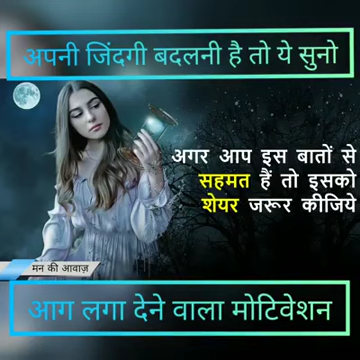 अपनी जिंदगी बदलनी है तो ये सुनो
अगर आप इस बातों से
सहमत हैं तो इसको
शेयर जरूर कीजिये
मन की आवाज़
आग लगा देने वाला मोटिवेशन